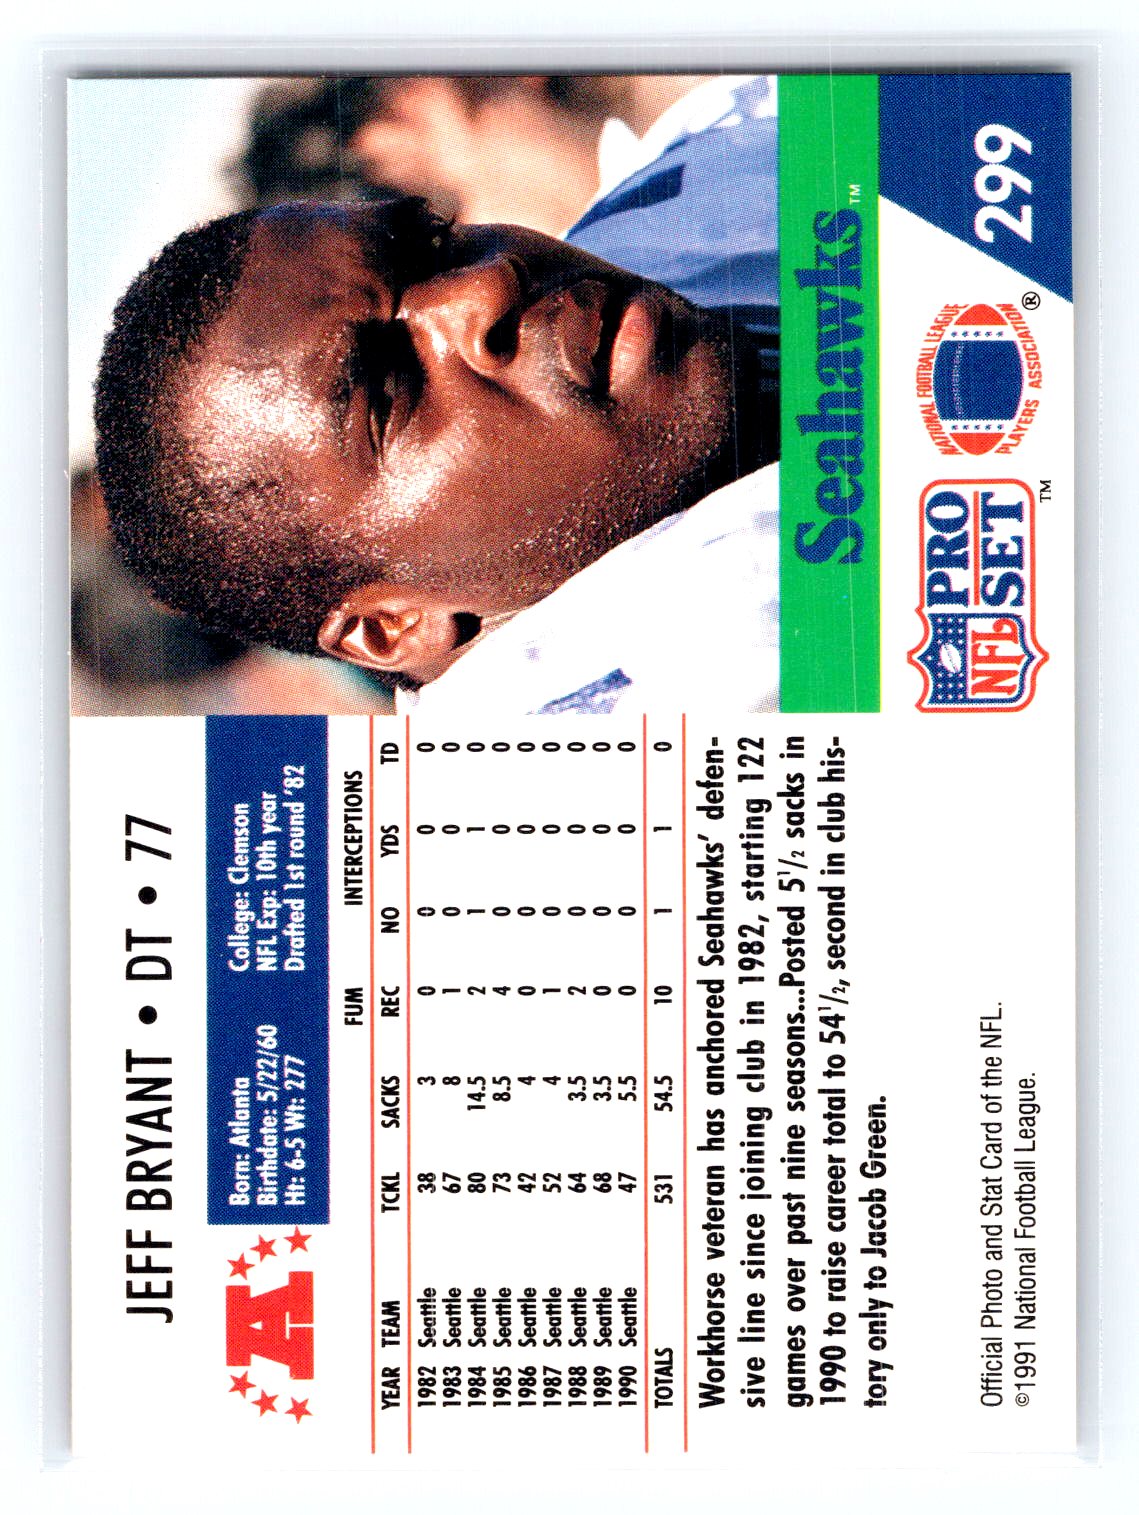 JEFF BRYANT • DT • 77
A
Born: Atlanta College: Clemson
Birthdate: 5/22/60 NFL Exp: 10th year
Ht: 6-5 Wt: 277 Drafted 1st round '82
FUM INTERCEPTIONS
YEAR TEAM TCKL SACKS REC NO YDS TD
1982 Seattle 38 3 0 0 0 0
1983 Seattle 67 8 1 0 0 0
1984 Seattle 80 14.5 2 1 1 0
1985 Seattle 73 8.5 4 0 0 0
1986 Seattle 42 4 0 0 0 0
1987 Seattle 52 4 1 0 0 0
1988 Seattle 64 3.5 2 0 0 0
1989 Seattle 68 3.5 0 0 0 0
1990 Seattle 47 5.5 0 0 0 0
TOTALS 531 54.5 10 1 1 0
Workhorse veteran has anchored Seahawks' defen-
sive line since joining club in 1982, starting 122
games over past nine seasons...Posted 5 1/2 sacks in
1990 to raise career total to 54 1/2, second in club his-
tory only to Jacob Green.
Official Photo and Stat Card of the NFL.
©1991 National Football League.
Seahawks™
PRO
NFL SET™
NATIONAL FOOTBALL LEAGUE
PLAYERS ASSOCIATION®
299